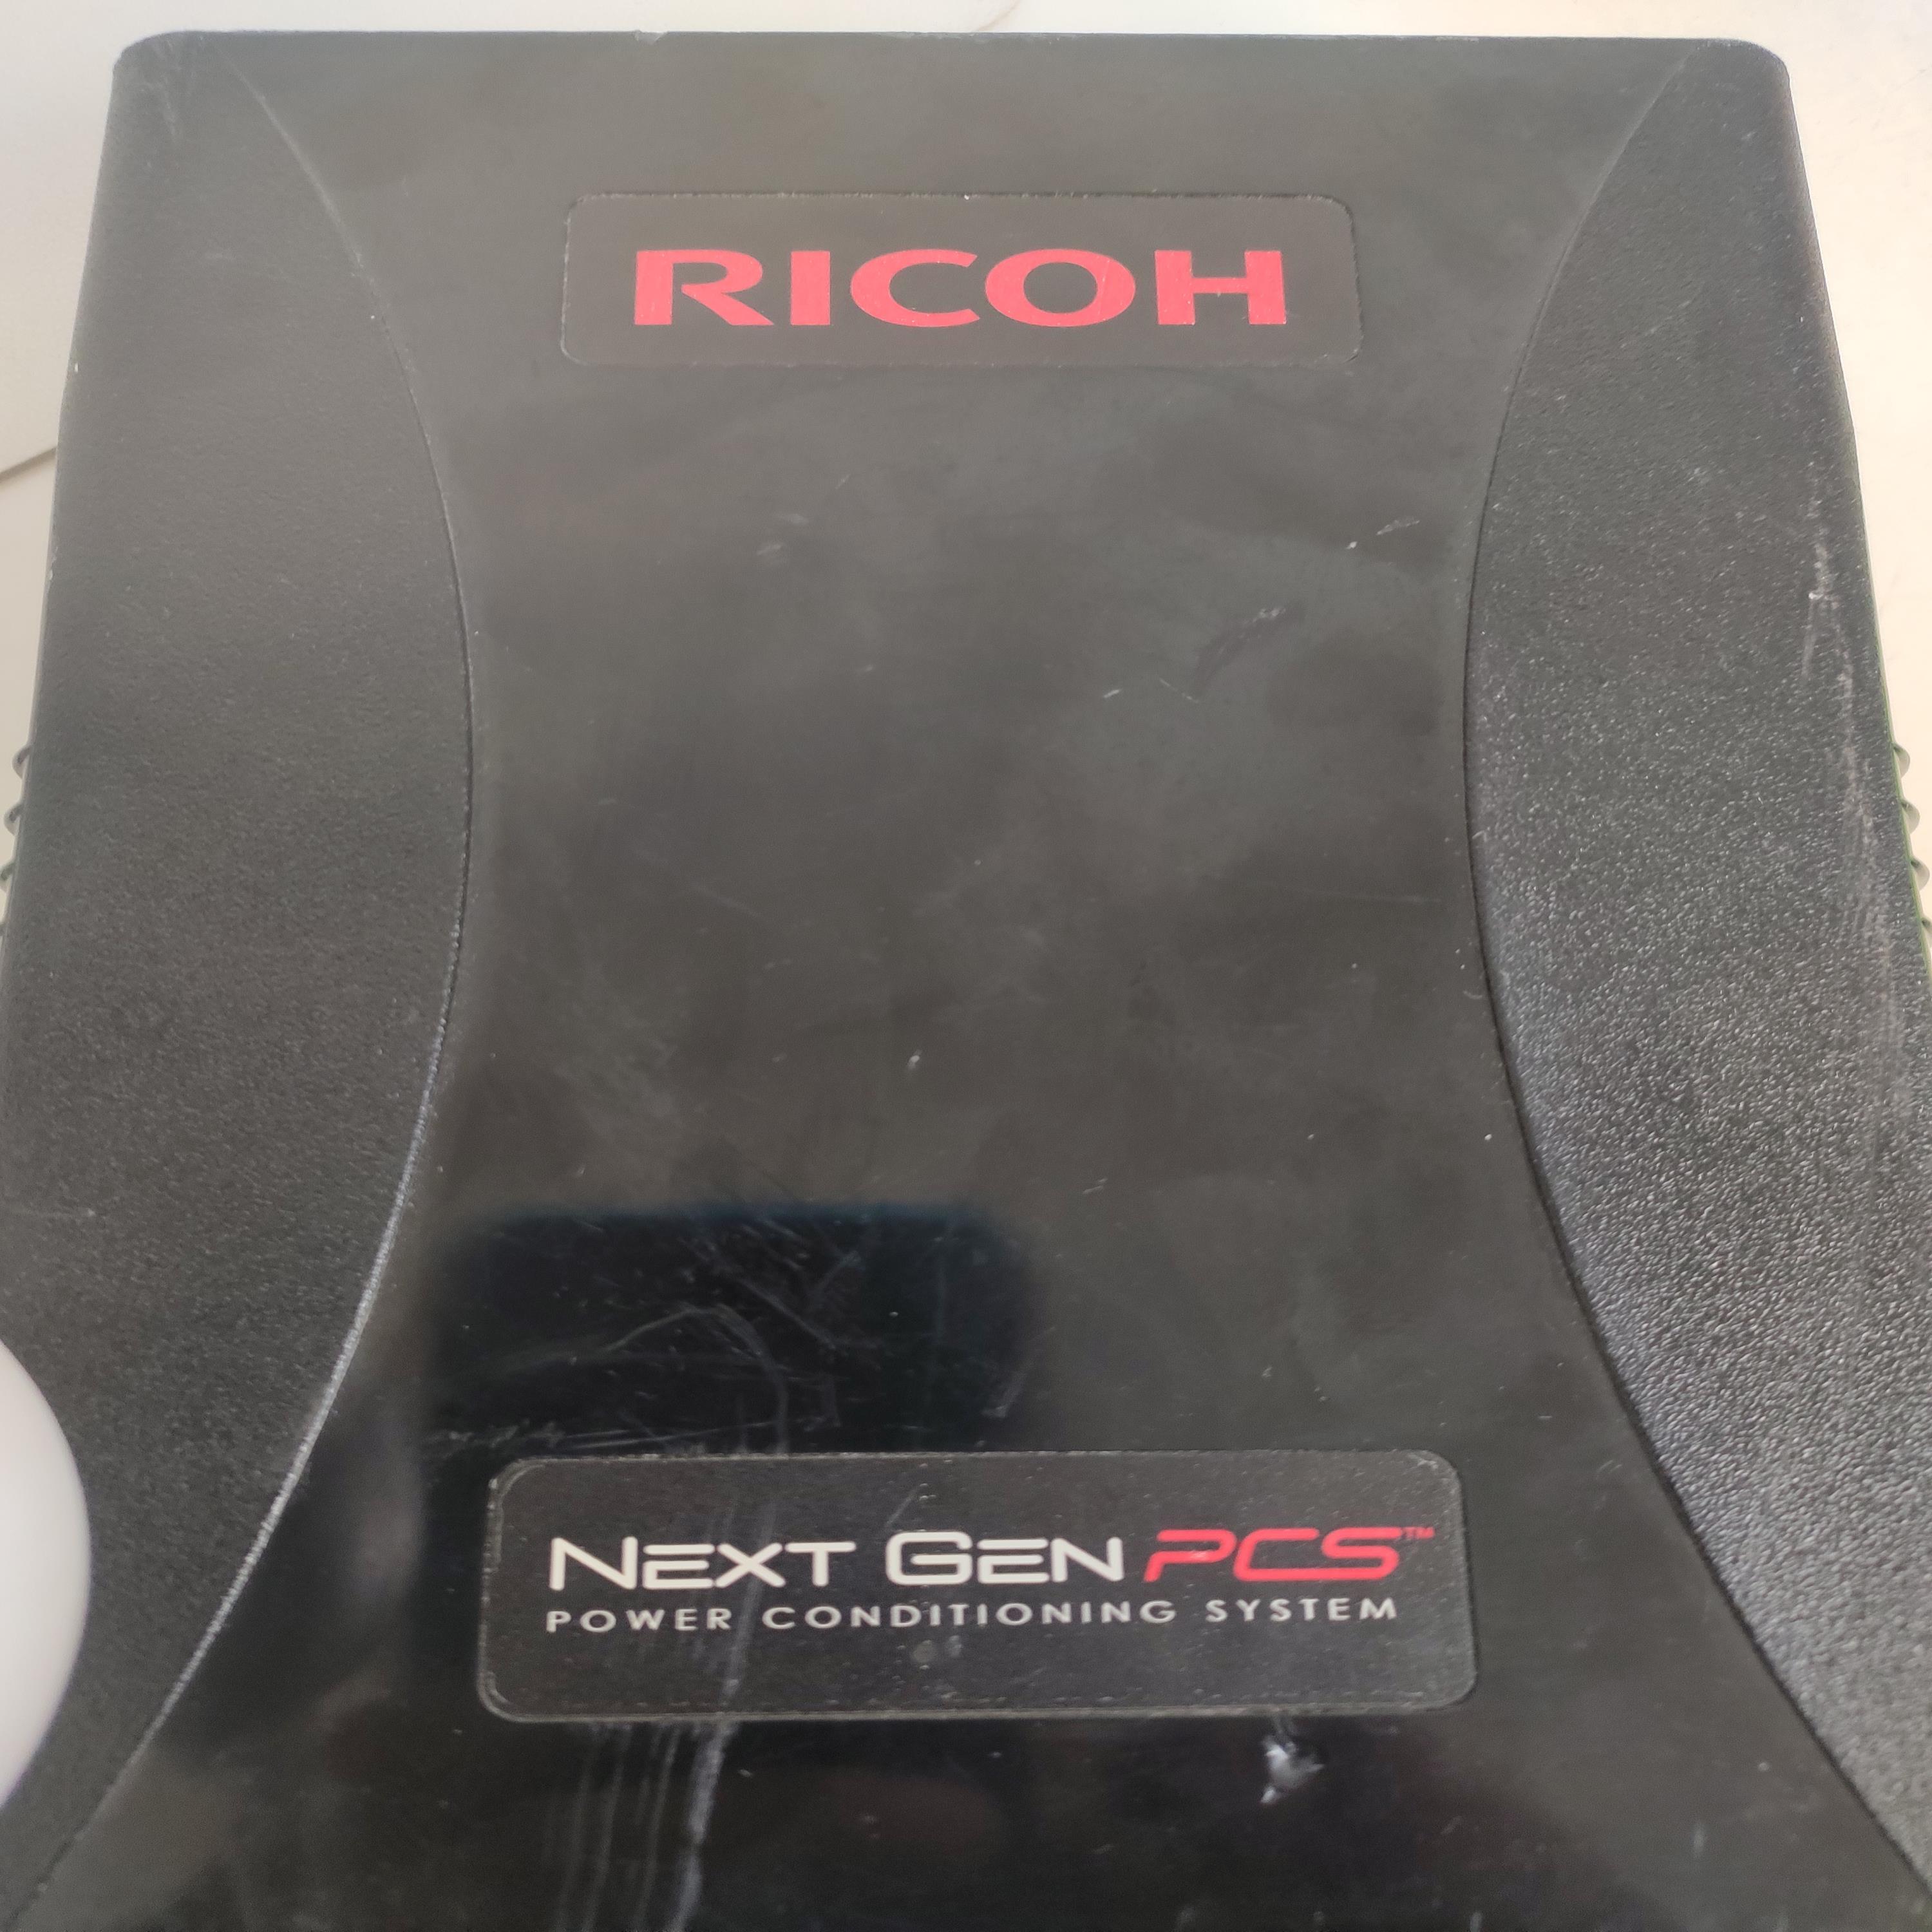 RICOH
NEXT GEN PCS™
POWER CONDITIONING SYSTEM